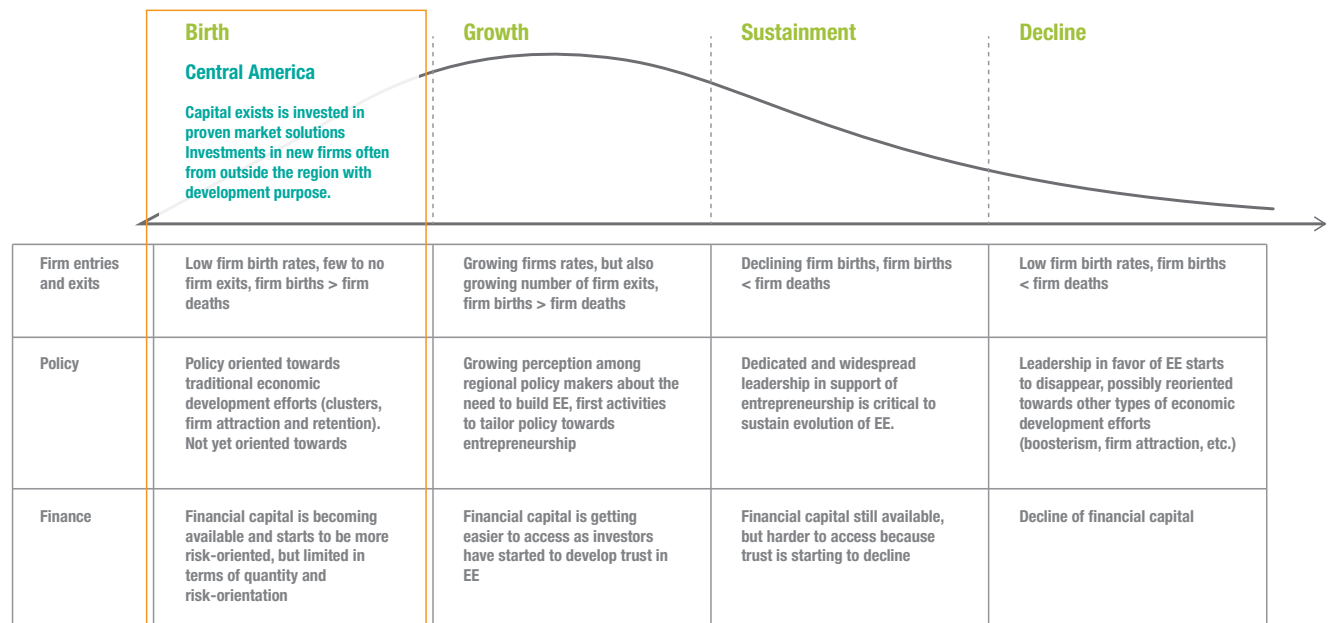 Birth
Growth
Sustainment
Decline
Central America
Capital exists is invested in
proven market solutions
Investments in new firms often
from outside the region with
development purpose.
Firm entries
and exits
Low firm birth rates, few to no
firm exits, firm births > firm
deaths
Growing firms rates, but also
growing number of firm exits,
firm births > firm deaths
Declining firm births, firm births
< firm deaths
Low firm birth rates, firm births
< firm deaths
Policy
Policy oriented towards
traditional economic
development efforts (clusters,
firm attraction and retention).
Not yet oriented towards
Growing perception among
regional policy makers about the
need to build EE, first activities
to tailor policy towards
entrepreneurship
Dedicated and widespread
leadership in support of
entrepreneurship is critical to
sustain evolution of EE.
Leadership in favor of EE starts
to disappear, possibly reoriented
towards other types of economic
development efforts
(boosterism, firm attraction, etc.)
Finance
Financial capital is becoming
available and starts to be more
risk-oriented, but limited in
terms of quantity and
risk-orientation
Financial capital is getting
easier to access as investors
have started to develop trust in
EE
Financial capital still available,
but harder to access because
trust is starting to decline
Decline of financial capital